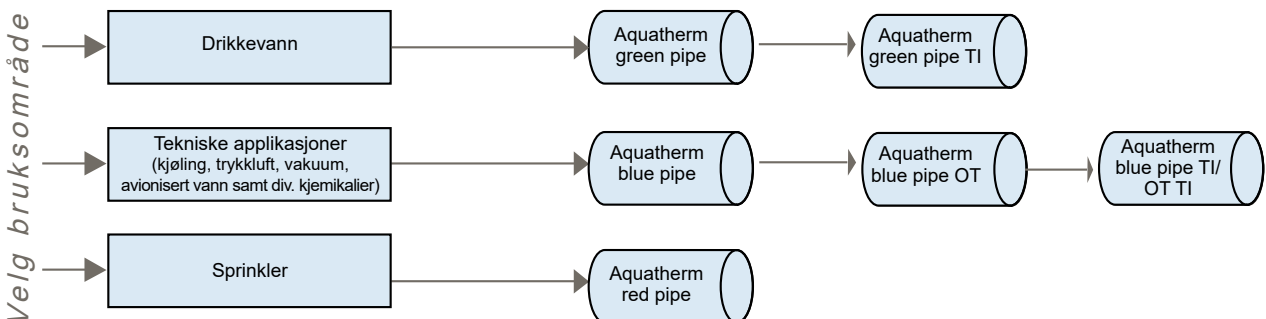 Velg bruksområde
Drikkevann
Aquatherm
green pipe
Aquatherm
green pipe TI
Tekniske applikasjoner
(kjøling, trykkluft, vakuum,
avionisert vann samt div. kjemikalier)
Aquatherm
blue pipe
Aquatherm
blue pipe OT
Aquatherm
blue pipe TI/
OT TI
Sprinkler
Aquatherm
red pipe